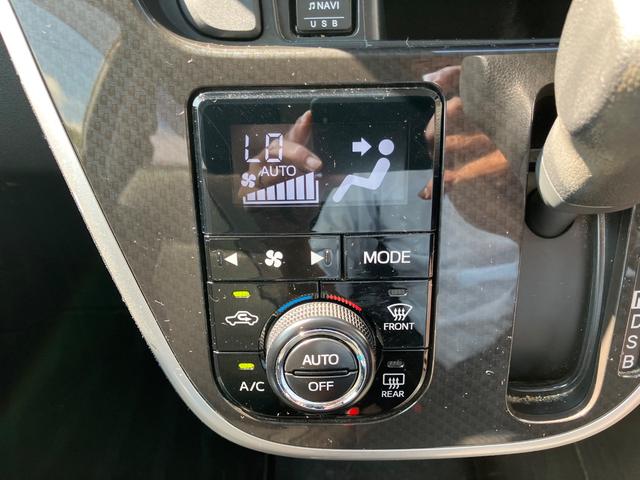 ♫NAVI
USB
LO
AUTO
MODE
FRONT
AUTO
A/C
OFF
REAR
D
S
B